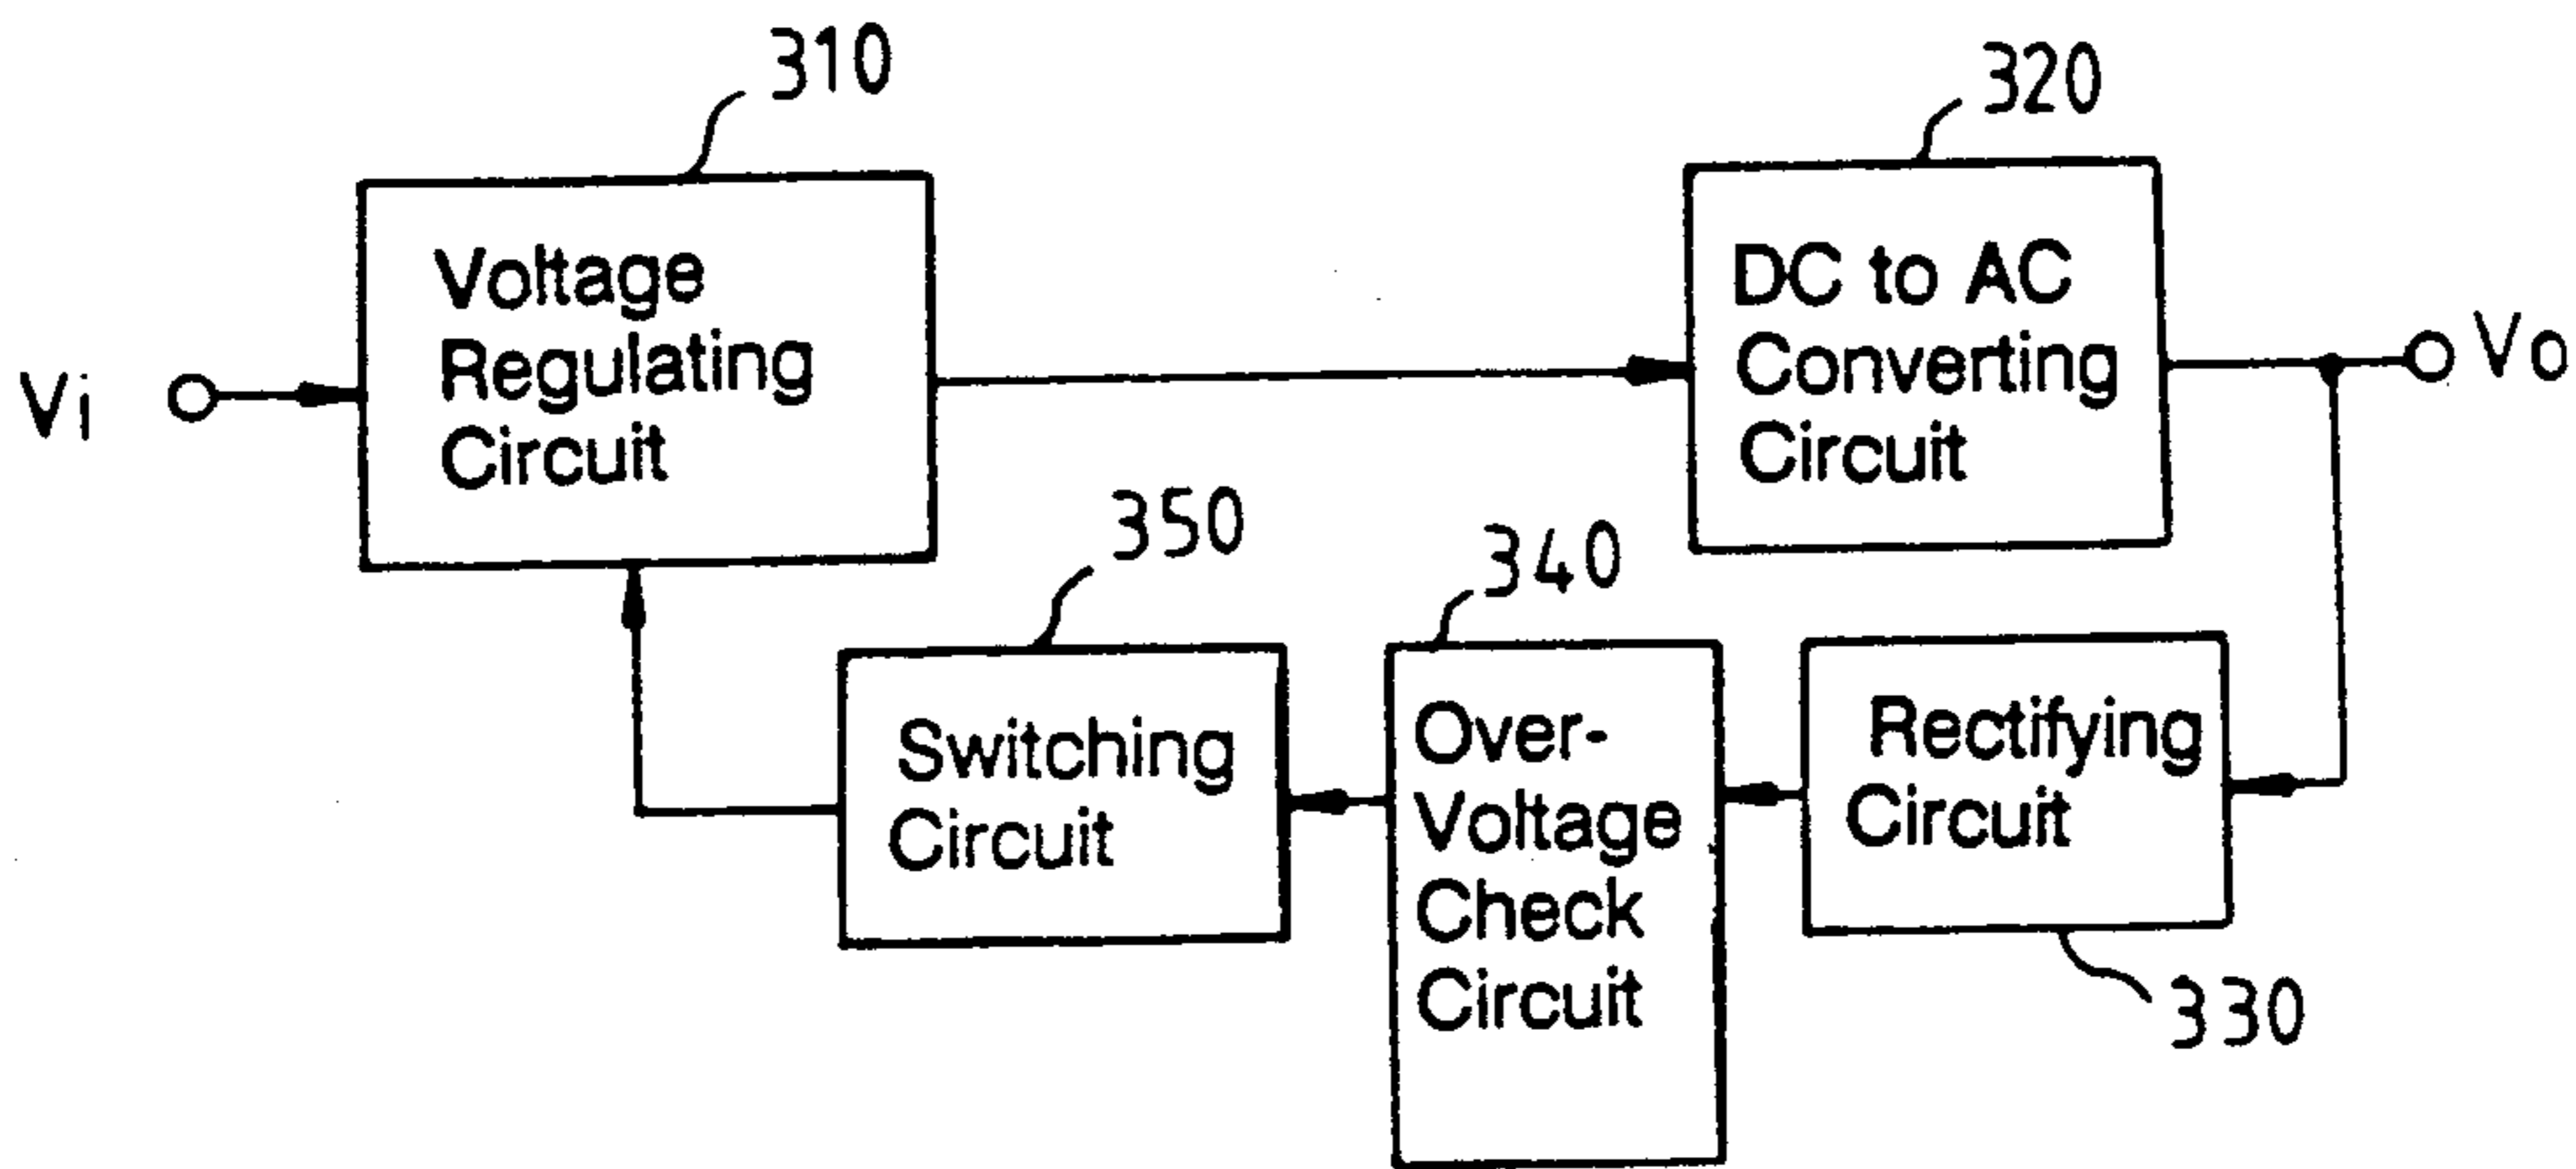 310
320
Voltage
Regulating
Circuit
DC to AC
Converting
Circuit
Vi
Vo
350
340
Switching
Circuit
Over-
Voltage
Check
Circuit
Rectifying
Circuit
330